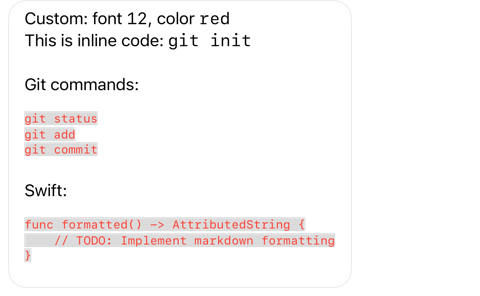 Custom: font 12, color red
This is inline code: git init
Git commands:
git status
git add
git commit
Swift:
func formatted() -> AttributedString {
    // TODO: Implement markdown formatting
}